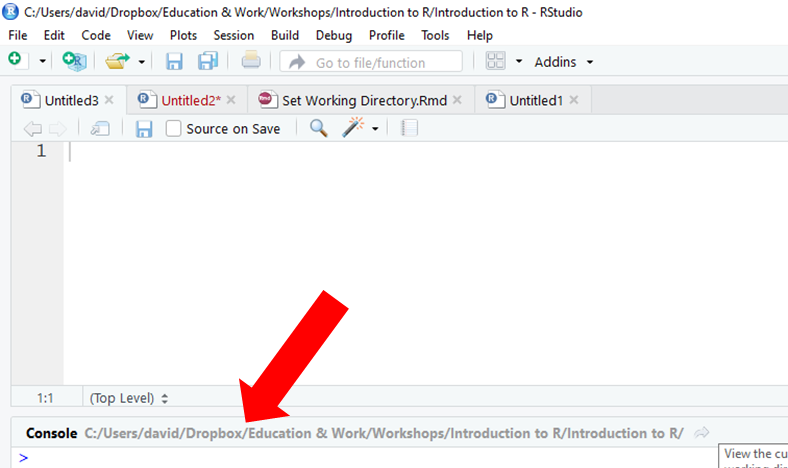 C:/Users/david/Dropbox/Education & Work/Workshops/Introduction to R/Introduction to R - RStudio
File Edit Code View Plots Session Build Debug Profile Tools Help
Go to file/function Addins
Untitled3 Untitled2* Set Working Directory.Rmd Untitled1
Source on Save
1
1:1 (Top Level)
Console C:/Users/david/Dropbox/Education & Work/Workshops/Introduction to R/Introduction to R/
View the cu
>